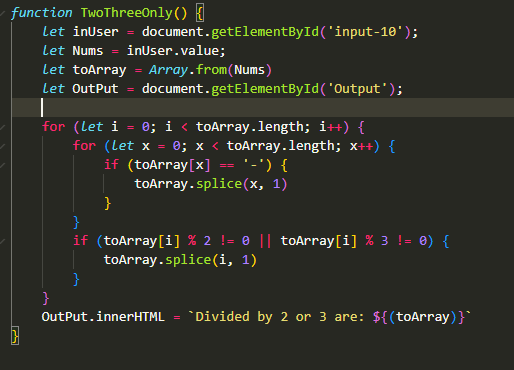 function TwoThreeOnly() {
    let inUser = document.getElementById('input-10');
    let Nums = inUser.value;
    let toArray = Array.from(Nums)
    let OutPut = document.getElementById('Output');

    for (let i = 0; i < toArray.length; i++) {
        for (let x = 0; x < toArray.length; x++) {
            if (toArray[x] == '-') {
                toArray.splice(x, 1)
            }
        }
        if (toArray[i] % 2 != 0 || toArray[i] % 3 != 0) {
            toArray.splice(i, 1)
        }
    }
    OutPut.innerHTML = `Divided by 2 or 3 are: ${(toArray)}`
}